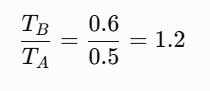 T_B / T_A = 0.6 / 0.5 = 1.2